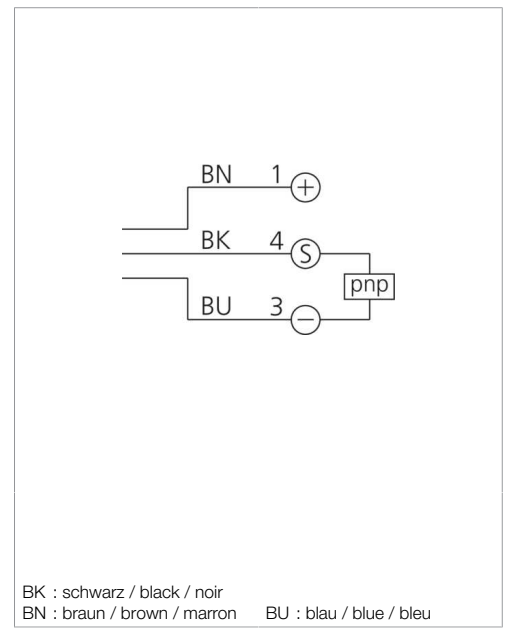 BN 1 +
BK 4 S
pnp
BU 3 −
BK : schwarz / black / noir
BN : braun / brown / marron BU : blau / blue / bleu